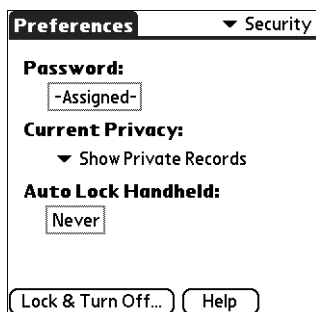 Preferences
Security
Password:
-Assigned-
Current Privacy:
Show Private Records
Auto Lock Handheld:
Never
Lock & Turn Off...
Help